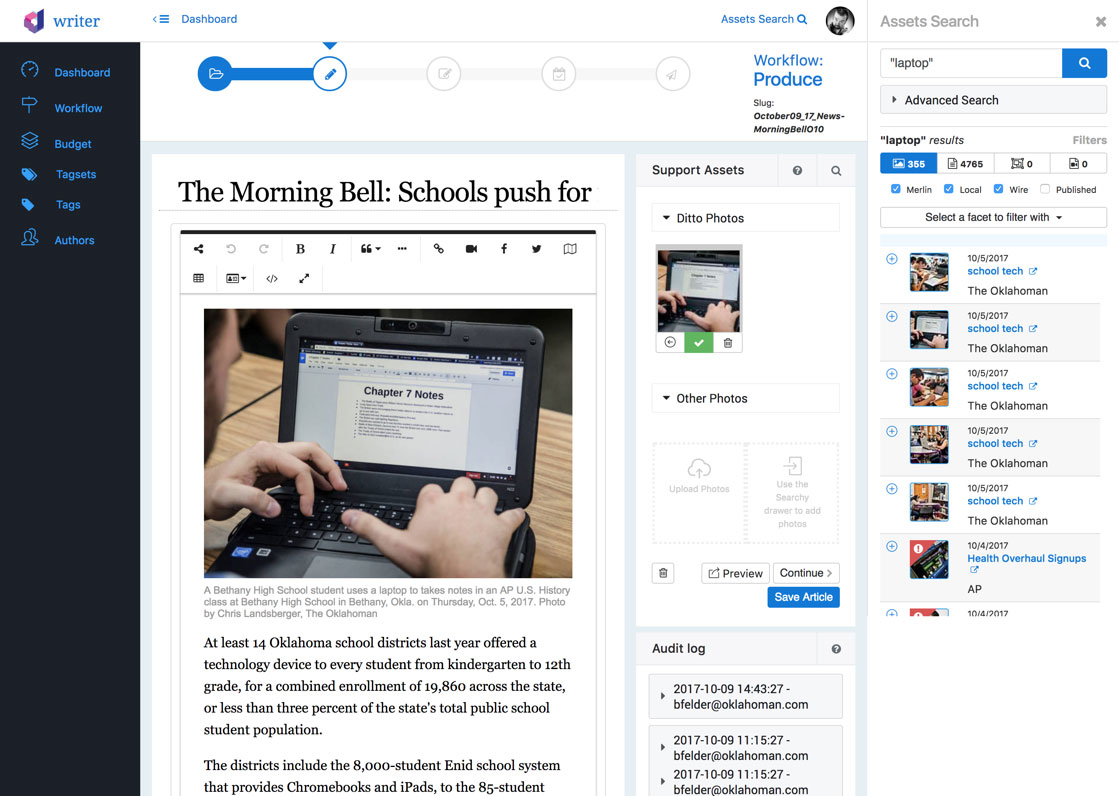 writer
Dashboard
Assets Search
Assets Search
Dashboard
Workflow
Budget
Tagsets
Tags
Authors
Workflow:
Produce
Slug:
October09_17_News-
MorningBellO10
The Morning Bell: Schools push for
B I
Chapter 7 Notes
A Bethany High School student uses a laptop to takes notes in an AP U.S. History
class at Bethany High School in Bethany, Okla. on Thursday, Oct. 5, 2017. Photo
by Chris Landsberger, The Oklahoman
At least 14 Oklahoma school districts last year offered a
technology device to every student from kindergarten to 12th
grade, for a combined enrollment of 19,860 across the state,
or less than three percent of the state's total public school
student population.
The districts include the 8,000-student Enid school system
that provides Chromebooks and iPads, to the 85-student
Support Assets
Ditto Photos
Other Photos
Upload Photos
Use the
Searchy
drawer to add
photos
Preview
Continue
Save Article
Audit log
2017-10-09 14:43:27 -
bfelder@oklahoman.com
2017-10-09 11:15:27 -
bfelder@oklahoman.com
2017-10-09 11:15:27 -
bfelder@oklahoman.com
"laptop"
Advanced Search
"laptop" results
Filters
355 4765 0 0
Merlin Local Wire Published
Select a facet to filter with
10/5/2017
school tech
The Oklahoman
10/5/2017
school tech
The Oklahoman
10/5/2017
school tech
The Oklahoman
10/5/2017
school tech
The Oklahoman
10/5/2017
school tech
The Oklahoman
10/4/2017
Health Overhaul Signups
AP
10/4/2017